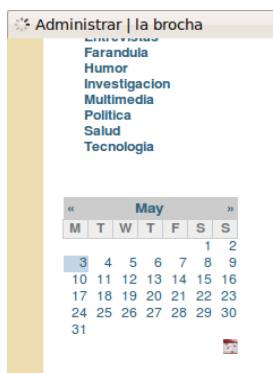 Administrar | la brocha
Entrevistas
Farandula
Humor
Investigacion
Multimedia
Politica
Salud
Tecnologia
« May »
M T W T F S S
1 2
3 4 5 6 7 8 9
10 11 12 13 14 15 16
17 18 19 20 21 22 23
24 25 26 27 28 29 30
31